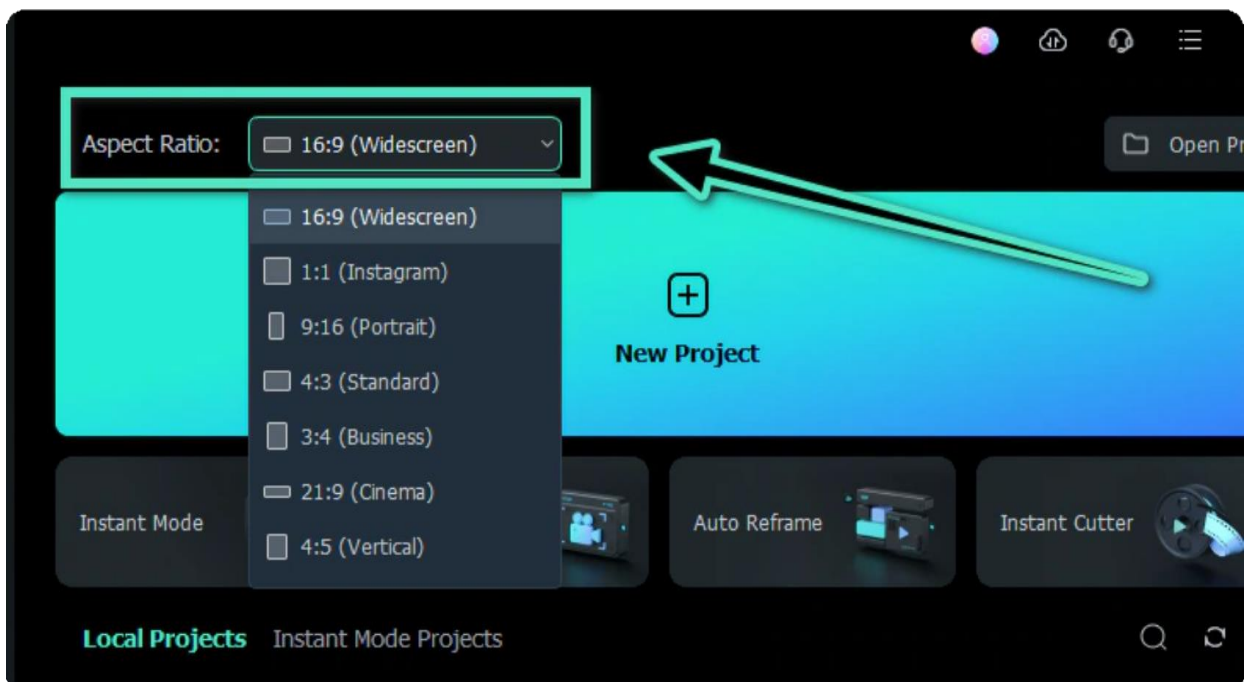 Aspect Ratio:
16:9 (Widescreen)
Open Pr
16:9 (Widescreen)
1:1 (Instagram)
9:16 (Portrait)
4:3 (Standard)
3:4 (Business)
21:9 (Cinema)
4:5 (Vertical)
New Project
Instant Mode
Auto Reframe
Instant Cutter
Local Projects
Instant Mode Projects